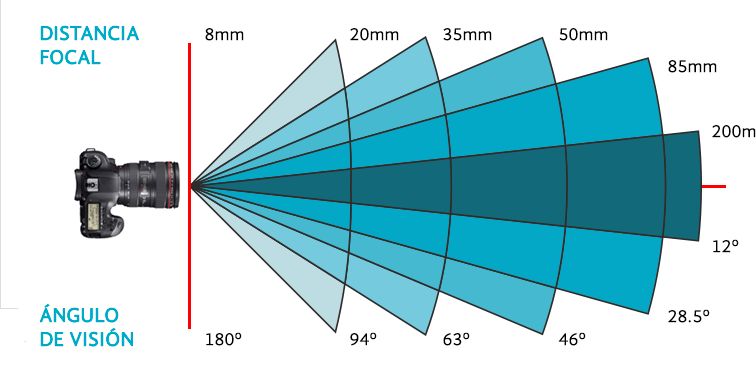 DISTANCIA
FOCAL
8mm
20mm
35mm
50mm
85mm
200m
12º
28.5º
ÁNGULO
DE VISIÓN
180º
94º
63º
46º